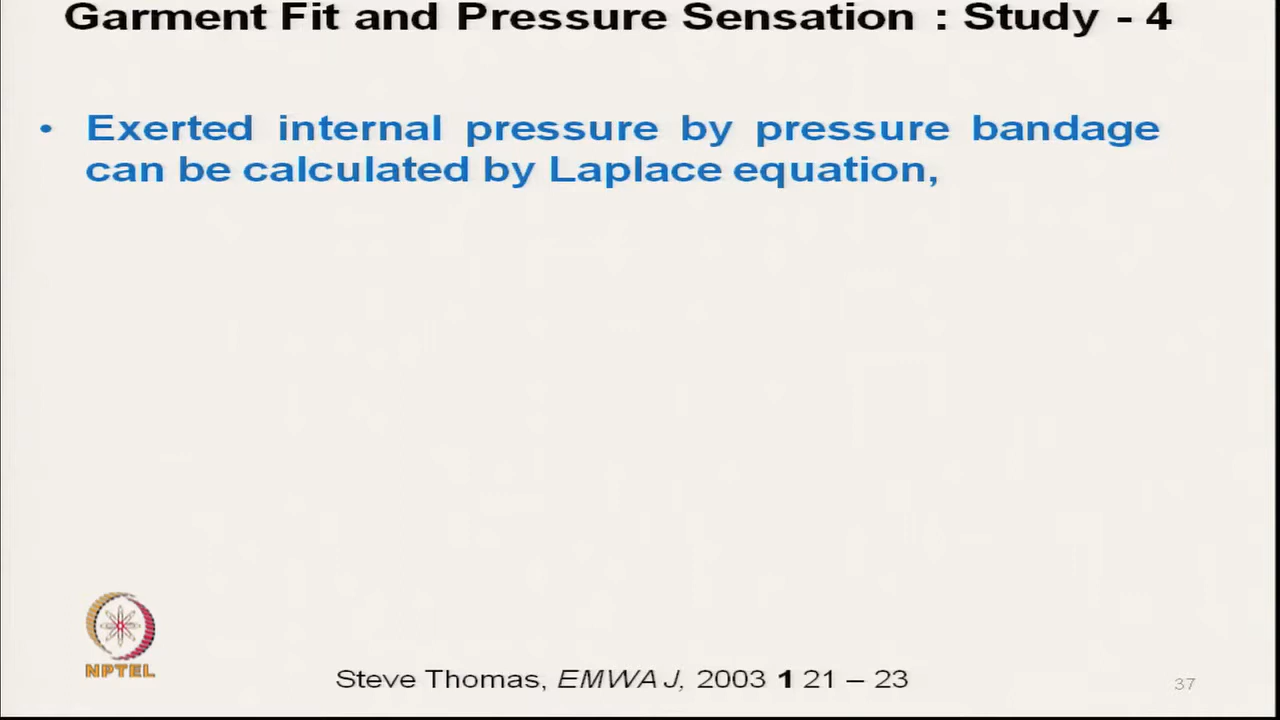 Garment Fit and Pressure Sensation : Study - 4
• Exerted internal pressure by pressure bandage
can be calculated by Laplace equation,
NPTEL
Steve Thomas, EMWA J, 2003 1 21 – 23
37